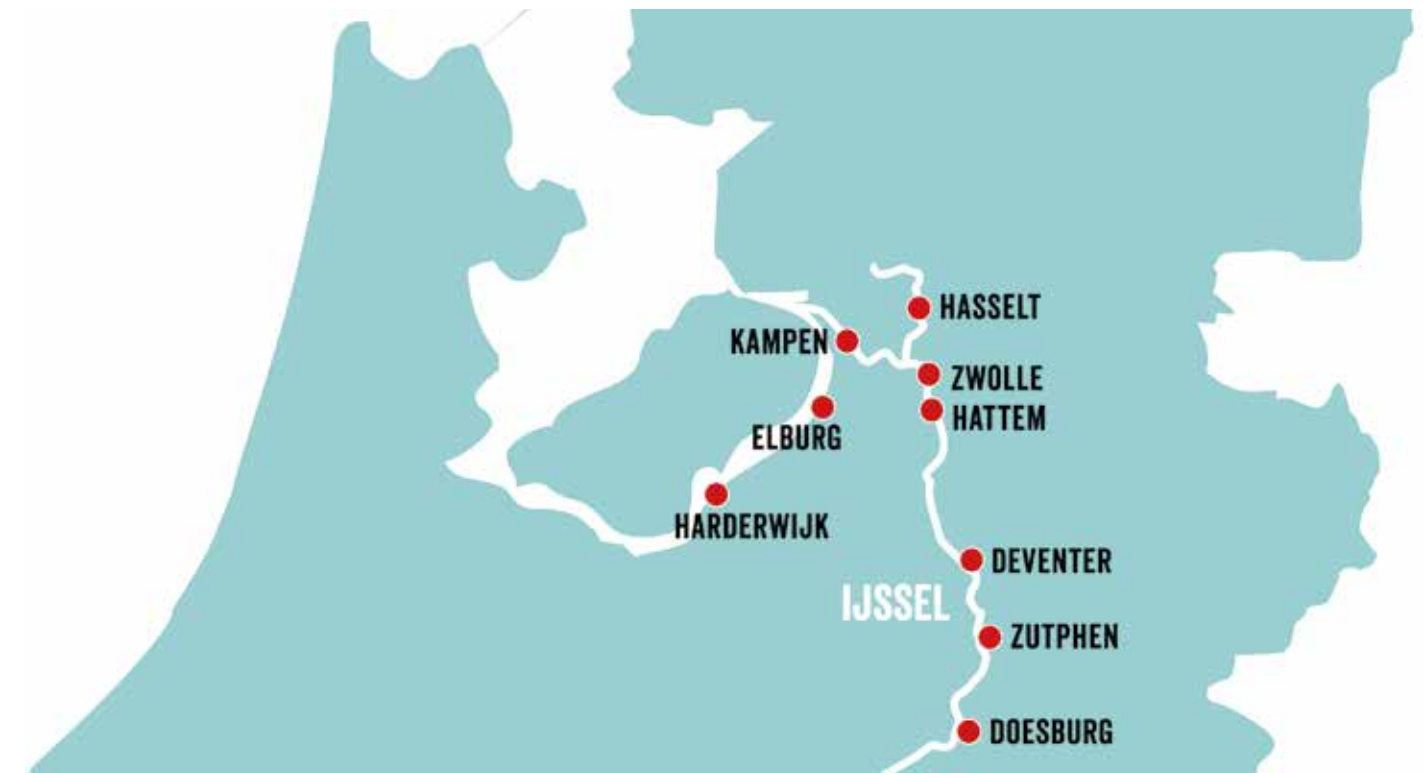 HASSELT
KAMPEN
ZWOLLE
HATTEM
ELBURG
HARDERWIJK
DEVENTER
IJSSEL
ZUTPHEN
DOESBURG